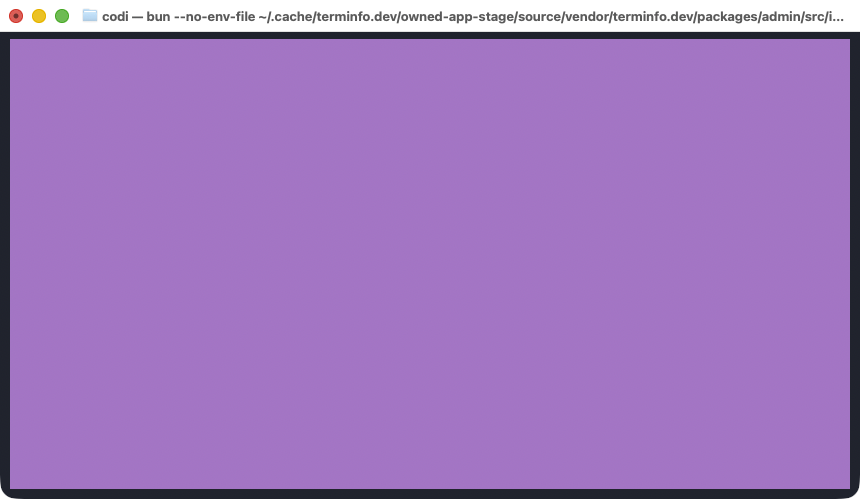 codi — bun --no-env-file ~/.cache/terminfo.dev/owned-app-stage/source/vendor/terminfo.dev/packages/admin/src/i...